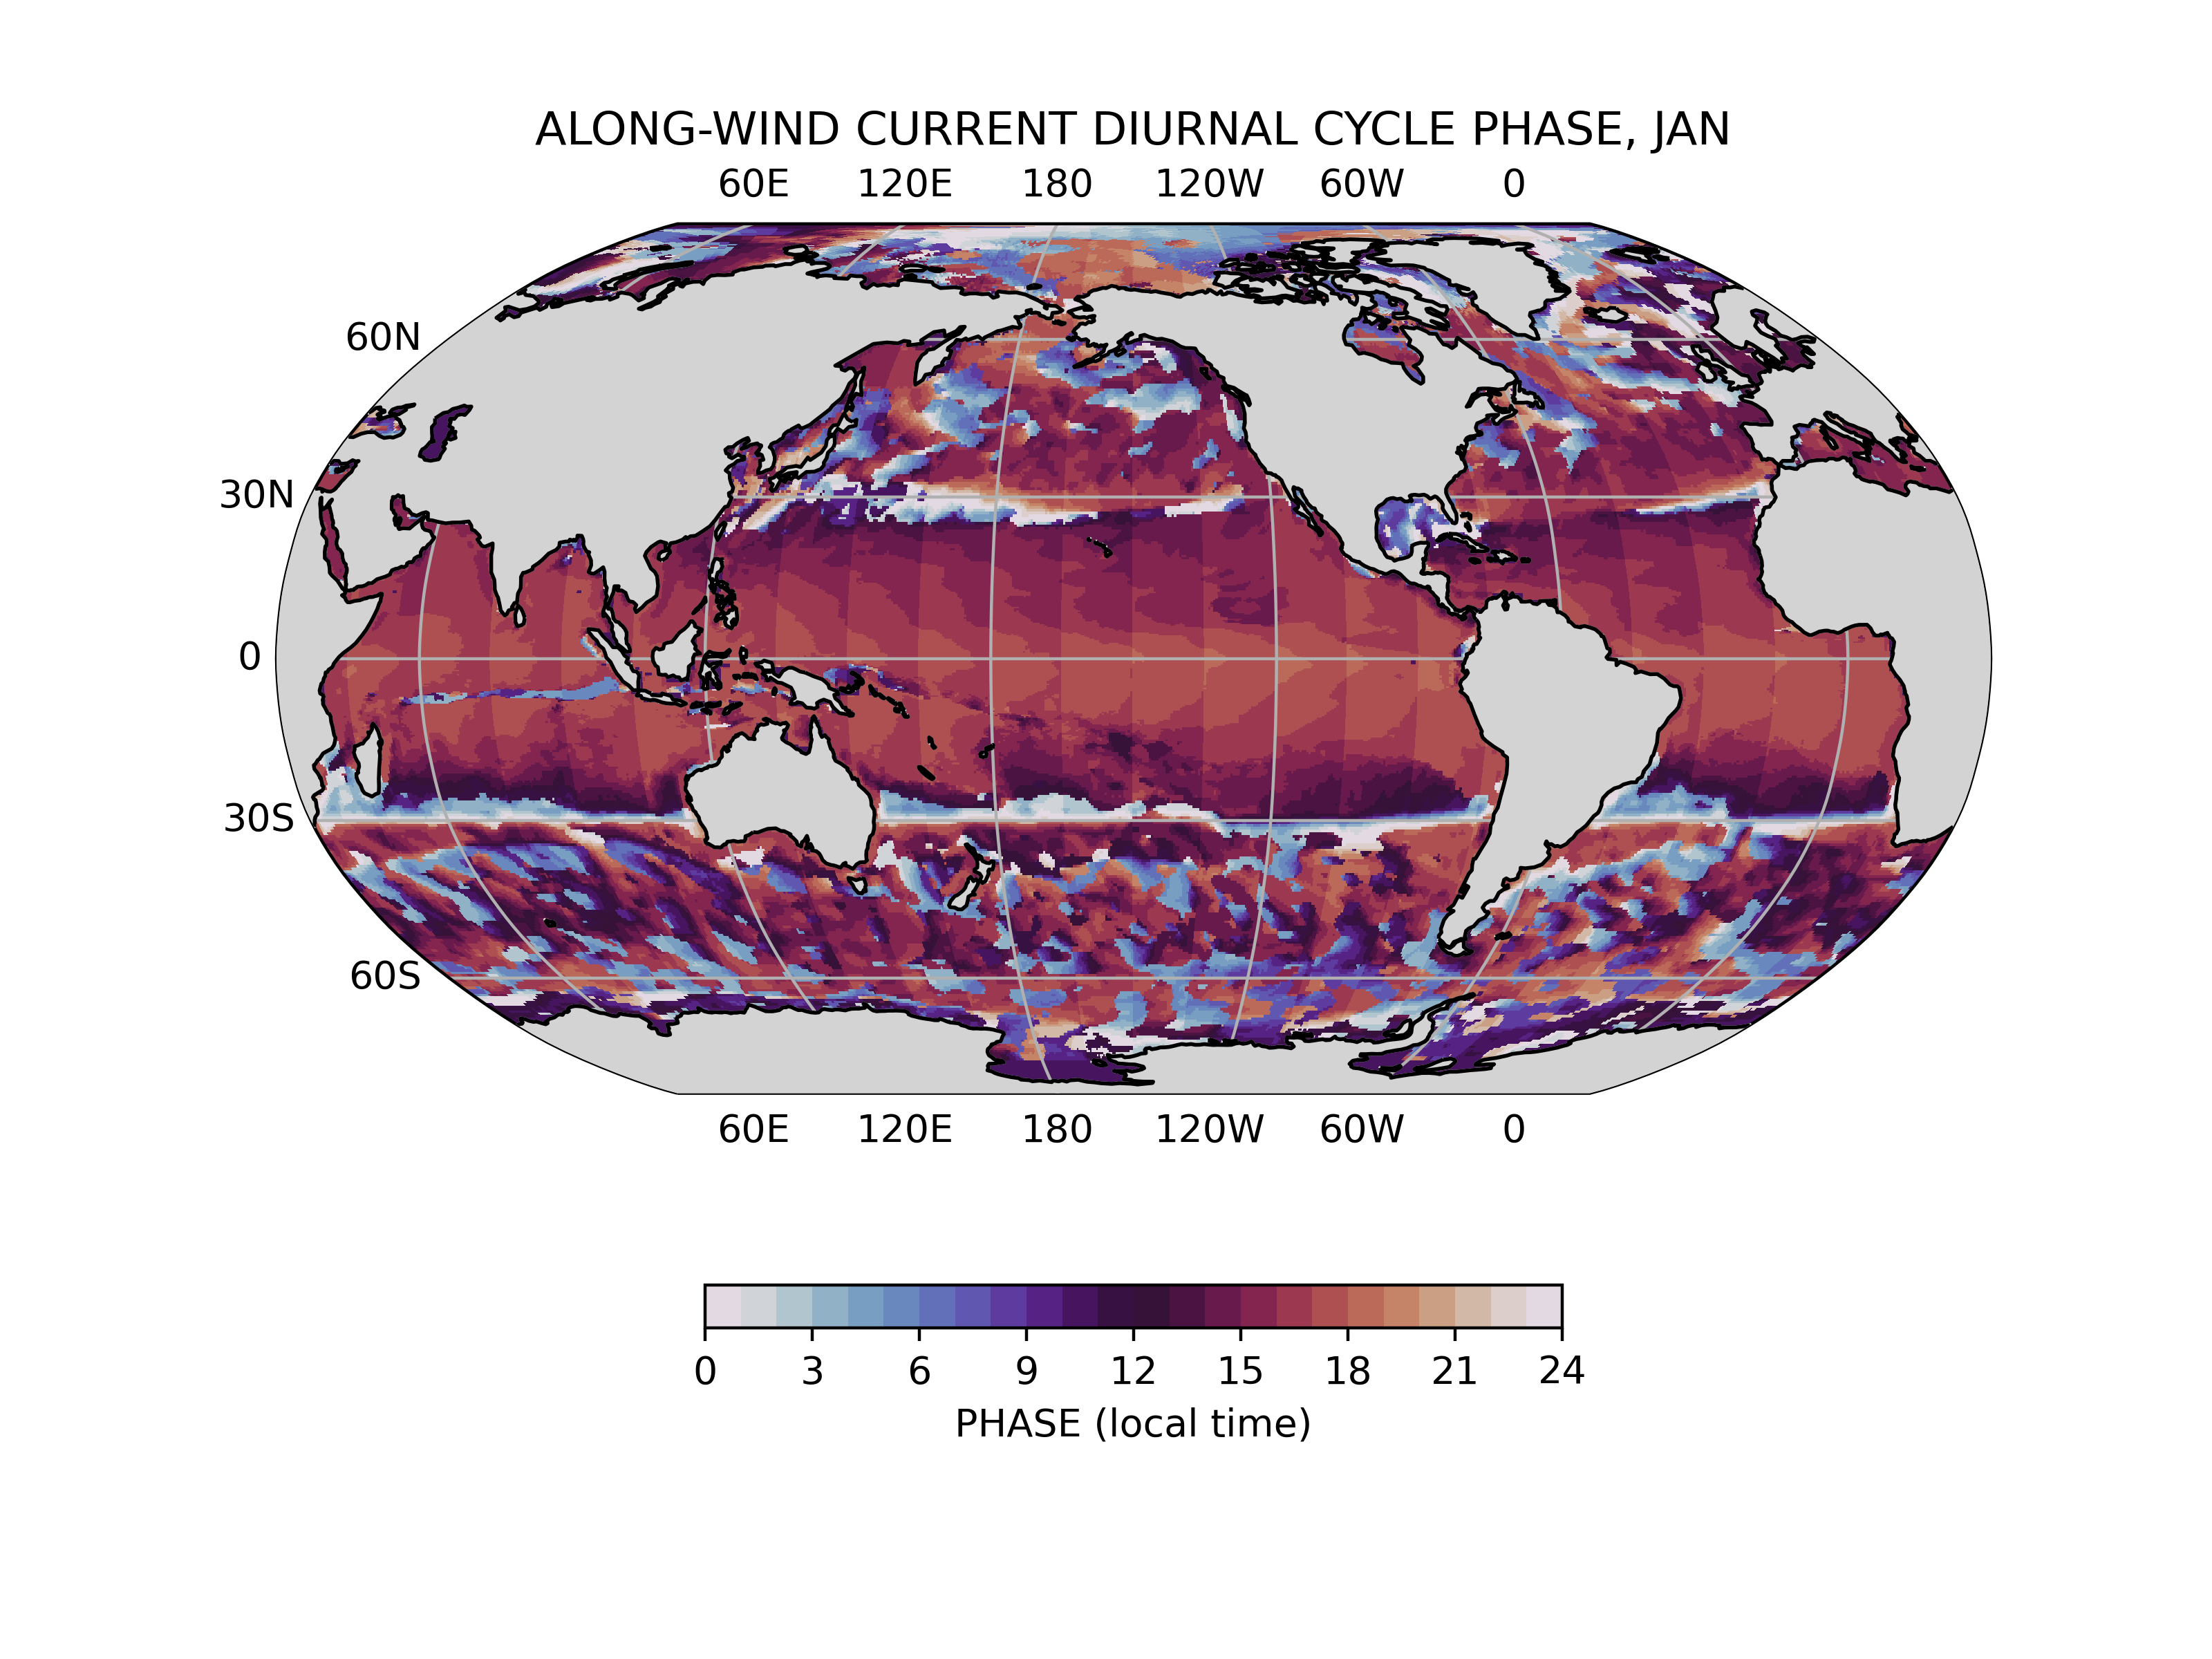 ALONG-WIND CURRENT DIURNAL CYCLE PHASE, JAN
60E 120E 180 120W 60W 0
60N
30N
0
30S
60S
60E 120E 180 120W 60W 0
0 3 6 9 12 15 18 21 24
PHASE (local time)